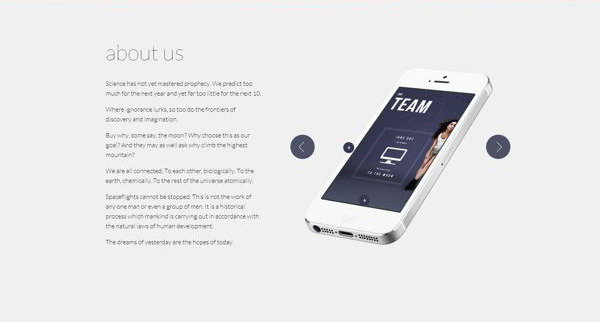 about us
Science has not yet mastered prophecy. We predict too
much for the next year and yet far too little for the next 10.
Where ignorance lurks, so too do the frontiers of
discovery and imagination.
Buy why, some say, the moon? Why choose this as our
goal? And they may as well ask why climb the highest
mountain?
We are all connected; To each other, biologically. To the
earth, chemically. To the rest of the universe atomically.
Spaceflights cannot be stopped. This is not the work of
any one man or even a group of men. It is a historical
process which mankind is carrying out in accordance with
the natural laws of human development.
The dreams of yesterday are the hopes of today
TEAM
JANE DOE
TO THE MOON